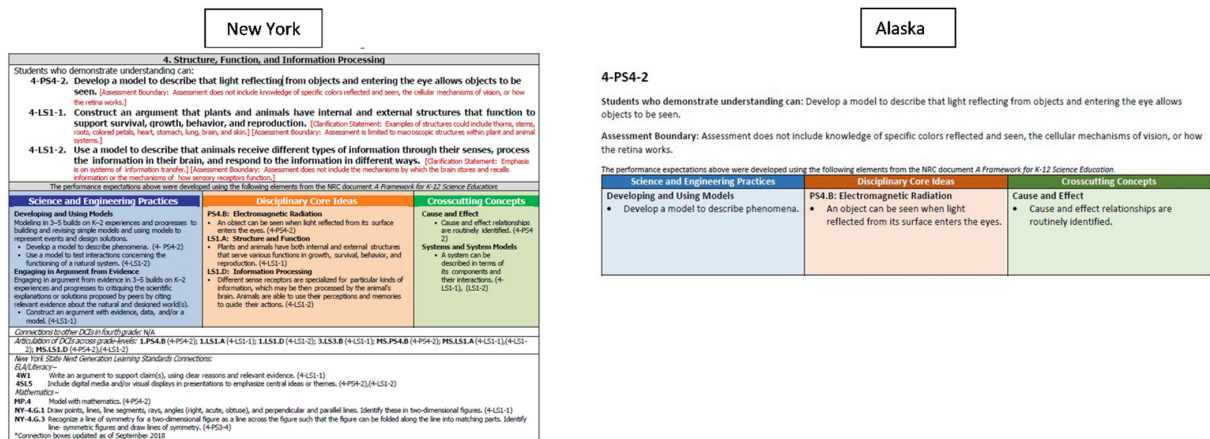 New York
4. Structure, Function, and Information Processing
Students who demonstrate understanding can:
4-PS4-2. Develop a model to describe that light reflecting from objects and entering the eye allows objects to be
seen. [Assessment Boundary: Assessment does not include knowledge of specific colors reflected and seen, the cellular mechanisms of vision, or how
the retina works.]
4-LS1-1. Construct an argument that plants and animals have internal and external structures that function to
support survival, growth, behavior, and reproduction. [Clarification Statement: Examples of structures could include thorns, stems,
roots, colored petals, heart, stomach, lung, brain, and skin.] [Assessment Boundary: Assessment is limited to macroscopic structures within plant and animal
systems.]
4-LS1-2. Use a model to describe that animals receive different types of information through their senses, process
the information in their brain, and respond to the information in different ways. [Clarification Statement: Emphasis
is on systems of information transfer.] [Assessment Boundary: Assessment does not include the mechanisms by which the brain stores and recalls
information or the mechanisms of how sensory receptors function.]
The performance expectations above were developed using the following elements from the NRC document A Framework for K-12 Science Education:
Science and Engineering Practices
Developing and Using Models
Modeling in 3–5 builds on K–2 experiences and progresses to
building and revising simple models and using models to
represent events and design solutions.
• Develop a model to describe phenomena. (4- PS4-2)
• Use a model to test interactions concerning the
functioning of a natural system. (4-LS1-2)
Engaging in Argument from Evidence
Engaging in argument from evidence in 3–5 builds on K–2
experiences and progresses to critiquing the scientific
explanations or solutions proposed by peers by citing
relevant evidence about the natural and designed world(s).
• Construct an argument with evidence, data, and/or a
model. (4-LS1-1)
Disciplinary Core Ideas
PS4.B: Electromagnetic Radiation
• An object can be seen when light reflected from its surface
enters the eye. (4-PS4-2)
LS1.A: Structure and Function
• Plants and animals have both internal and external structures
that serve various functions in growth, survival, behavior, and
reproduction. (4-LS1-1)
LS1.D: Information Processing
• Different sense receptors are specialized for particular kinds of
information, which may be then processed by the animal's
brain. Animals are able to use their perceptions and memories
to guide their actions. (4-LS1-2)
Crosscutting Concepts
Cause and Effect
• Cause and effect relationships
are routinely identified. (4-PS4
2)
Systems and System Models
• A system can be
described in terms of
its components and
their interactions. (4-
LS1-1), (LS1-2)
Connections to other DCIs in fourth grade: N/A
Articulation of DCIs across grade-levels: 1.PS4.B (4-PS4-2); 1.LS1.A (4-LS1-1); 1.LS1.D (4-LS1-2); 3.LS3.B (4-LS1-1); MS.PS4.B (4-PS4-2); MS.LS1.A (4-LS1-1),(4-LS1-
2); MS.LS1.D (4-PS4-2),(4-LS1-2)
New York State Next Generation Learning Standards Connections:
ELA/Literacy –
4W1 Write an argument to support claim(s), using clear reasons and relevant evidence. (4-LS1-1)
4SL5 Include digital media and/or visual displays in presentations to emphasize central ideas or themes. (4-PS4-2),(4-LS1-2)
Mathematics –
MP.4 Model with mathematics. (4-PS4-2)
NY-4.G.1 Draw points, lines, line segments, rays, angles (right, acute, obtuse), and perpendicular and parallel lines. Identify these in two-dimensional figures. (4-LS1-1)
NY-4.G.3 Recognize a line of symmetry for a two-dimensional figure as a line across the figure such that the figure can be folded along the line into matching parts. Identify
line- symmetric figures and draw lines of symmetry. (4-PS3-4)
*Connection boxes updated as of September 2018
Alaska
4-PS4-2
Students who demonstrate understanding can: Develop a model to describe that light reflecting from objects and entering the eye allows
objects to be seen.
Assessment Boundary: Assessment does not include knowledge of specific colors reflected and seen, the cellular mechanisms of vision, or how
the retina works.
The performance expectations above were developed using the following elements from the NRC document A Framework for K-12 Science Education.
Science and Engineering Practices
Developing and Using Models
• Develop a model to describe phenomena.
Disciplinary Core Ideas
PS4.B: Electromagnetic Radiation
• An object can be seen when light
reflected from its surface enters the eyes.
Crosscutting Concepts
Cause and Effect
• Cause and effect relationships are
routinely identified.